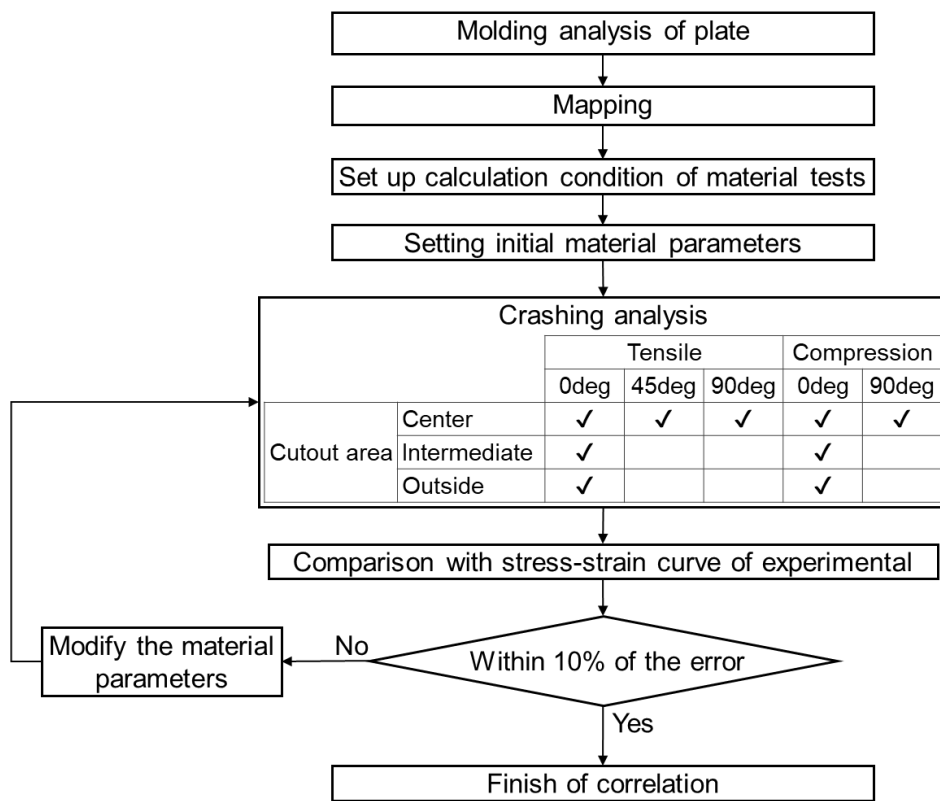 Molding analysis of plate
Mapping
Set up calculation condition of material tests
Setting initial material parameters
Crashing analysis
Tensile Compression
0deg 45deg 90deg 0deg 90deg
Cutout area
Center ✓ ✓ ✓ ✓ ✓
Intermediate ✓ ✓
Outside ✓ ✓
Comparison with stress-strain curve of experimental
Within 10% of the error
No
Modify the material
parameters
Yes
Finish of correlation